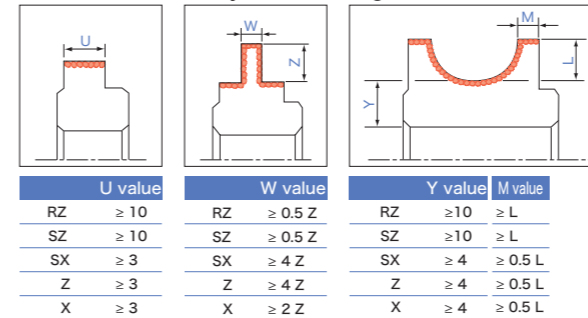 U
W
Z
M
L
Y
U value
RZ ≥ 10
SZ ≥ 10
SX ≥ 3
Z ≥ 3
X ≥ 3
W value
RZ ≥ 0.5 Z
SZ ≥ 0.5 Z
SX ≥ 4 Z
Z ≥ 4 Z
X ≥ 2 Z
Y value M value
RZ ≥10 ≥ L
SZ ≥10 ≥ L
SX ≥ 4 ≥ 0.5 L
Z ≥ 4 ≥ 0.5 L
X ≥ 4 ≥ 0.5 L